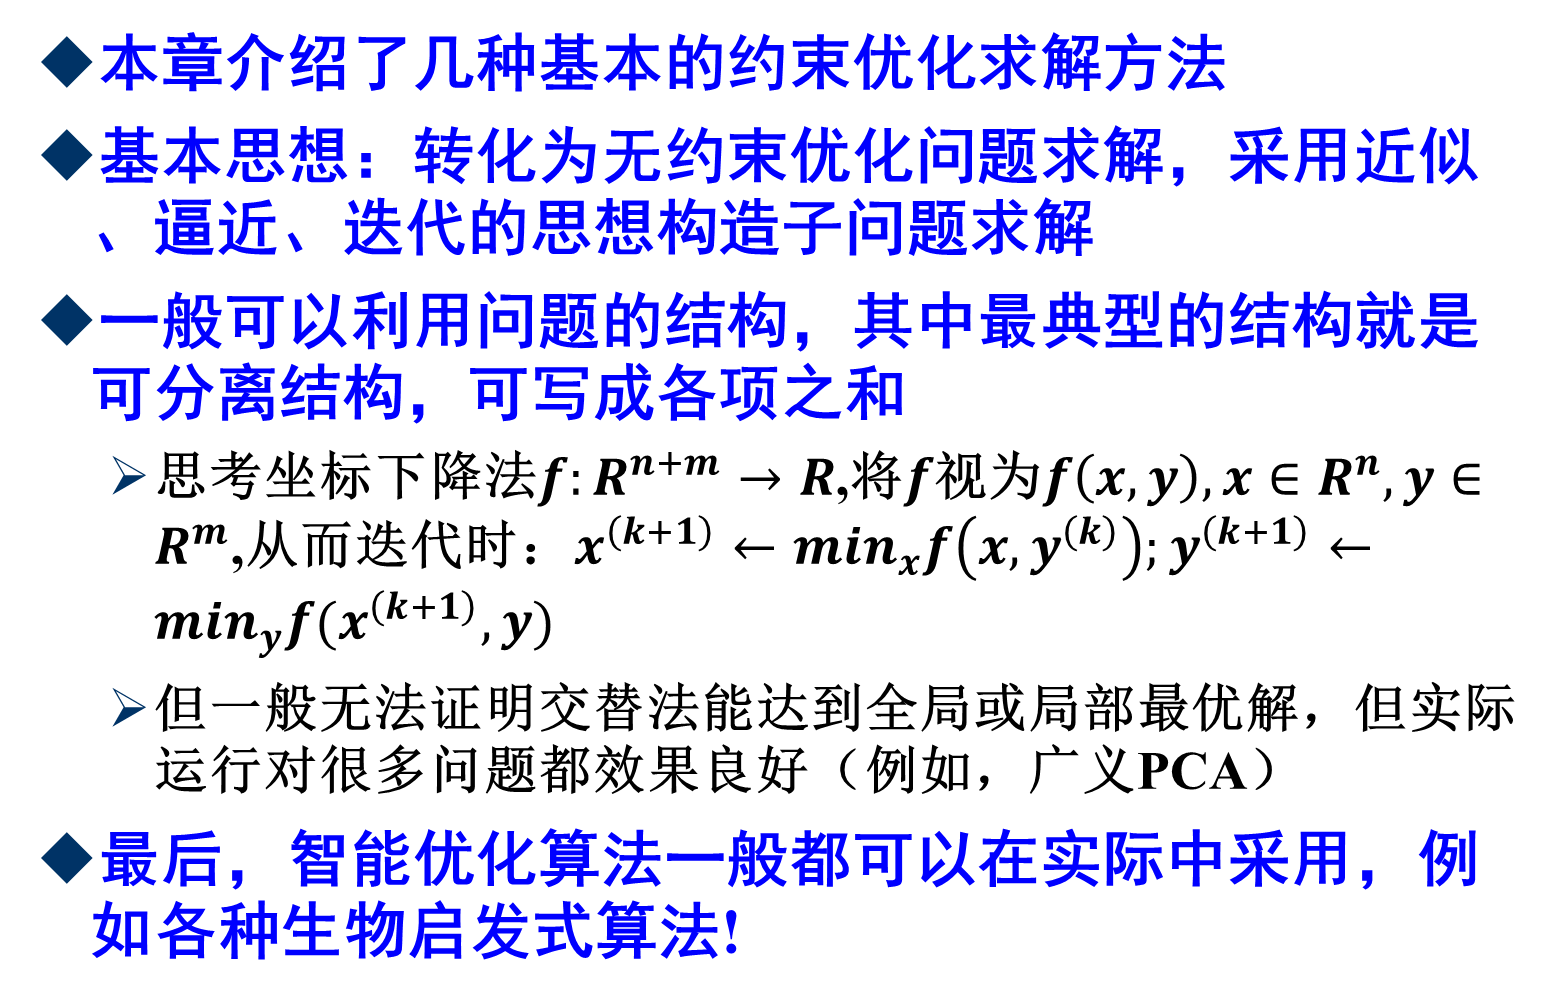 ◆本章介绍了几种基本的约束优化求解方法
◆基本思想：转化为无约束优化问题求解，采用近似
、逼近、迭代的思想构造子问题求解
◆一般可以利用问题的结构，其中最典型的结构就是
可分离结构，可写成各项之和
➢思考坐标下降法f: R^{n+m} → R,将f视为f(x, y), x ∈ R^n, y ∈
R^m,从而迭代时：x^{(k+1)} ← min_x f(x, y^{(k)}); y^{(k+1)} ←
min_y f(x^{(k+1)}, y)
➢但一般无法证明交替法能达到全局或局部最优解，但实际
运行对很多问题都效果良好（例如，广义PCA）
◆最后，智能优化算法一般都可以在实际中采用，例
如各种生物启发式算法!